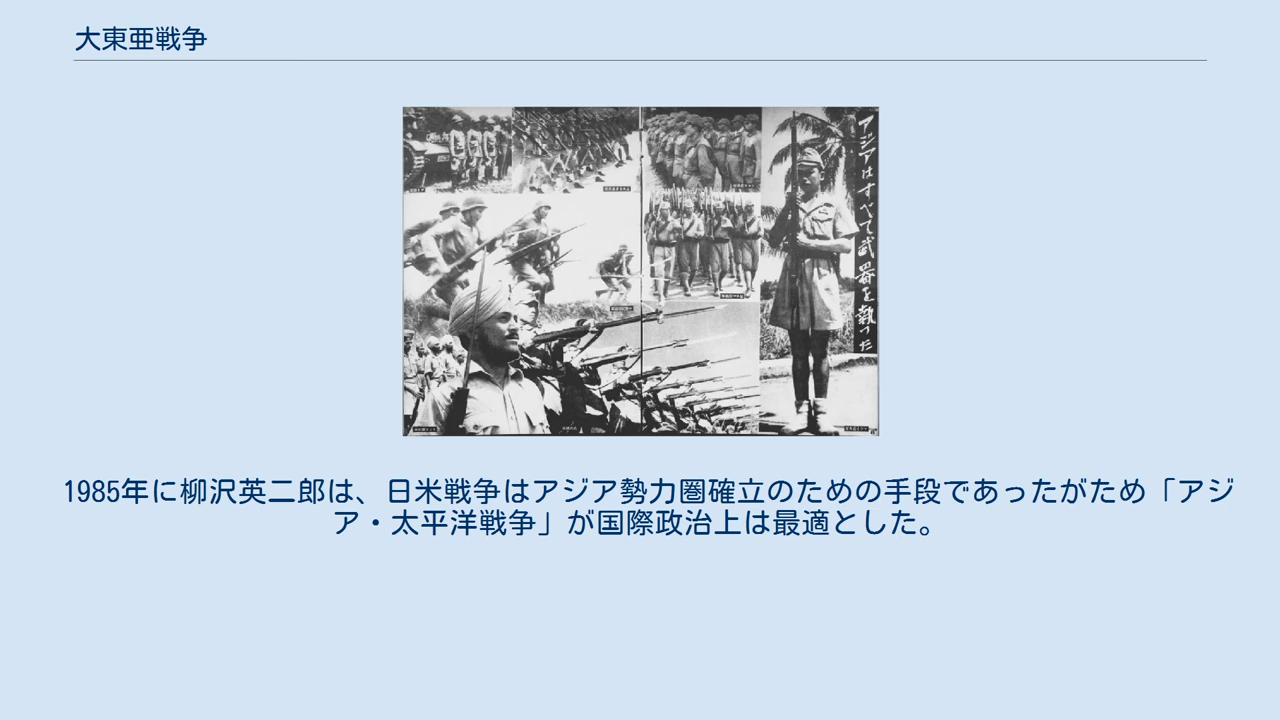 大東亜戦争
アジアはすべて武器を執つた
1985年に柳沢英二郎は、日米戦争はアジア勢力圏確立のための手段であったがため「アジ
ア・太平洋戦争」が国際政治上は最適とした。